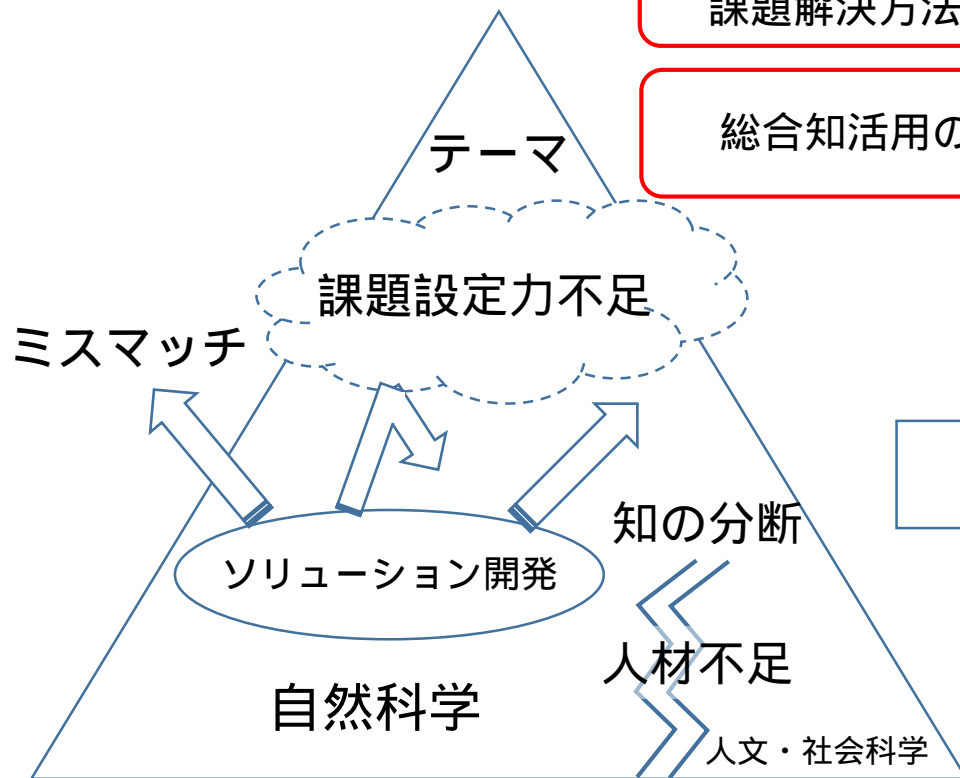 課題解決方法
総合知活用の
テーマ
課題設定力不足
ミスマッチ
知の分断
ソリューション開発
人材不足
自然科学
人文・社会科学